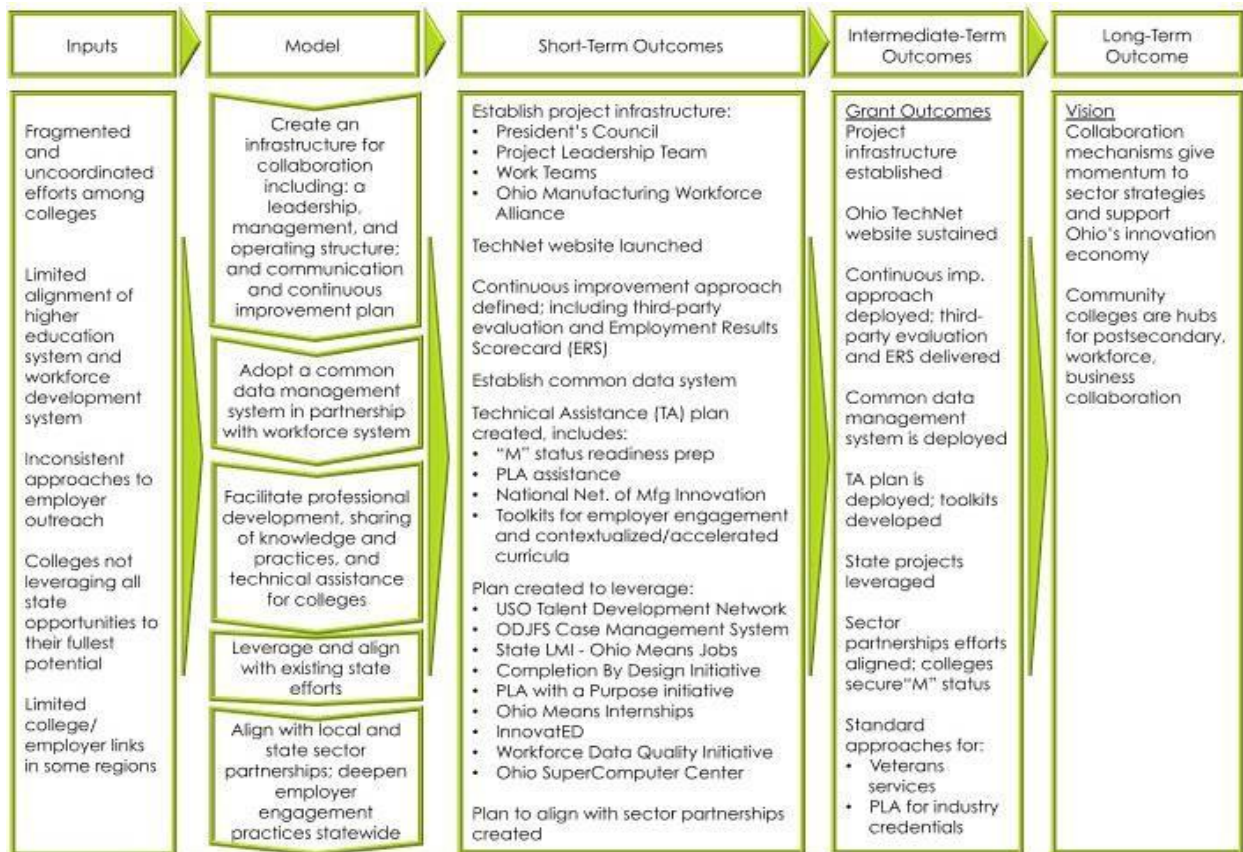 Inputs
Model
Short-Term Outcomes
Intermediate-Term
Outcomes
Long-Term
Outcome
Fragmented
and
uncoordinated
efforts among
colleges
Limited
alignment of
higher
education
system and
workforce
development
system
Inconsistent
approaches to
employer
outreach
Colleges not
leveraging all
state
opportunities to
their fullest
potential
Limited
college/
employer links
in some regions
Create an
infrastructure for
collaboration
including: a
leadership,
management, and
operating structure;
and communication
and continuous
improvement plan
Adopt a common
data management
system in partnership
with workforce system
Facilitate professional
development, sharing
of knowledge and
practices, and
technical assistance
for colleges
Leverage and align
with existing state
efforts
Align with local and
state sector
partnerships; deepen
employer
engagement
practices statewide
Establish project infrastructure:
• President's Council
• Project Leadership Team
• Work Teams
• Ohio Manufacturing Workforce
Alliance
TechNet website launched
Continuous improvement approach
defined; including third-party
evaluation and Employment Results
Scorecard (ERS)
Establish common data system
Technical Assistance (TA) plan
created, includes:
• "M" status readiness prep
• PLA assistance
• National Net. of Mfg Innovation
• Toolkits for employer engagement
and contextualized/accelerated
curricula
Plan created to leverage:
• USO Talent Development Network
• ODJFS Case Management System
• State LMI - Ohio Means Jobs
• Completion By Design Initiative
• PLA with a Purpose initiative
• Ohio Means Internships
• InnovatED
• Workforce Data Quality Initiative
• Ohio SuperComputer Center
Plan to align with sector partnerships
created
Grant Outcomes
Project
infrastructure
established
Ohio TechNet
website sustained
Continuous imp.
approach
deployed; third-
party evaluation
and ERS delivered
Common data
management
system is deployed
TA plan is
deployed; toolkits
developed
State projects
leveraged
Sector
partnerships efforts
aligned; colleges
secure"M" status
Standard
approaches for:
• Veterans
services
• PLA for industry
credentials
Vision
Collaboration
mechanisms give
momentum to
sector strategies
and support
Ohio's innovation
economy
Community
colleges are hubs
for postsecondary,
workforce,
business
collaboration